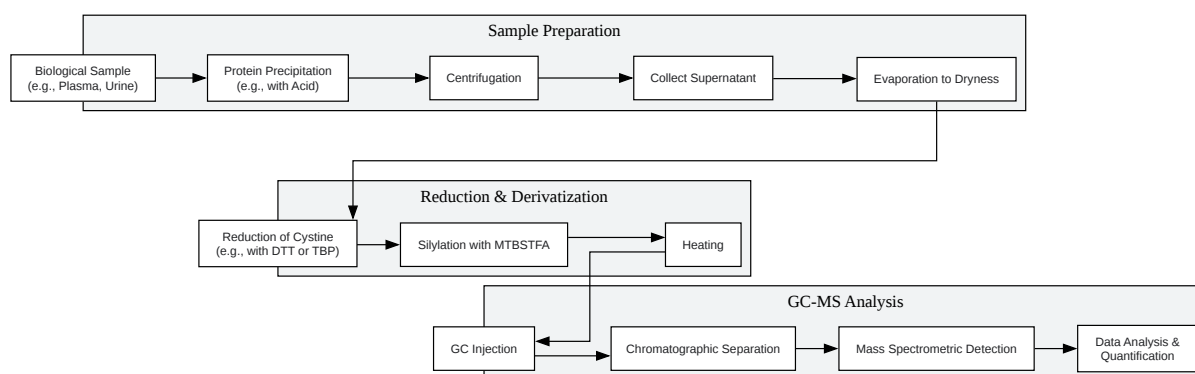 Sample Preparation
Biological Sample
(e.g., Plasma, Urine)
Protein Precipitation
(e.g., with Acid)
Centrifugation
Collect Supernatant
Evaporation to Dryness
Reduction & Derivatization
Reduction of Cystine
(e.g., with DTT or TBP)
Silylation with MTBSTFA
Heating
GC-MS Analysis
GC Injection
Chromatographic Separation
Mass Spectrometric Detection
Data Analysis &
Quantification